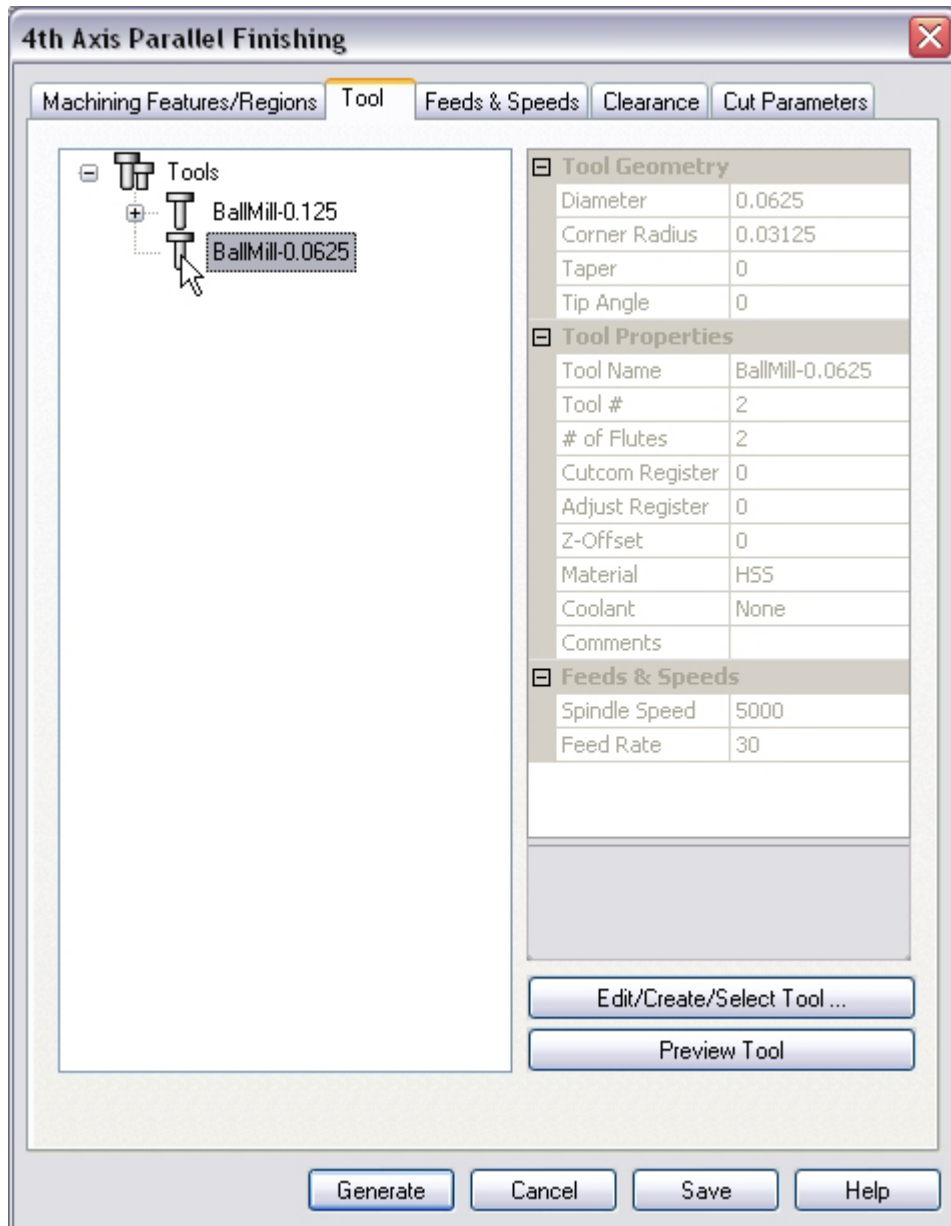 4th Axis Parallel Finishing
Machining Features/Regions Tool Feeds & Speeds Clearance Cut Parameters
Tools
BallMill-0.125
BallMill-0.0625
Tool Geometry
Diameter 0.0625
Corner Radius 0.03125
Taper 0
Tip Angle 0
Tool Properties
Tool Name BallMill-0.0625
Tool # 2
# of Flutes 2
Cutcom Register 0
Adjust Register 0
Z-Offset 0
Material HSS
Coolant None
Comments
Feeds & Speeds
Spindle Speed 5000
Feed Rate 30
Edit/Create/Select Tool ...
Preview Tool
Generate Cancel Save Help